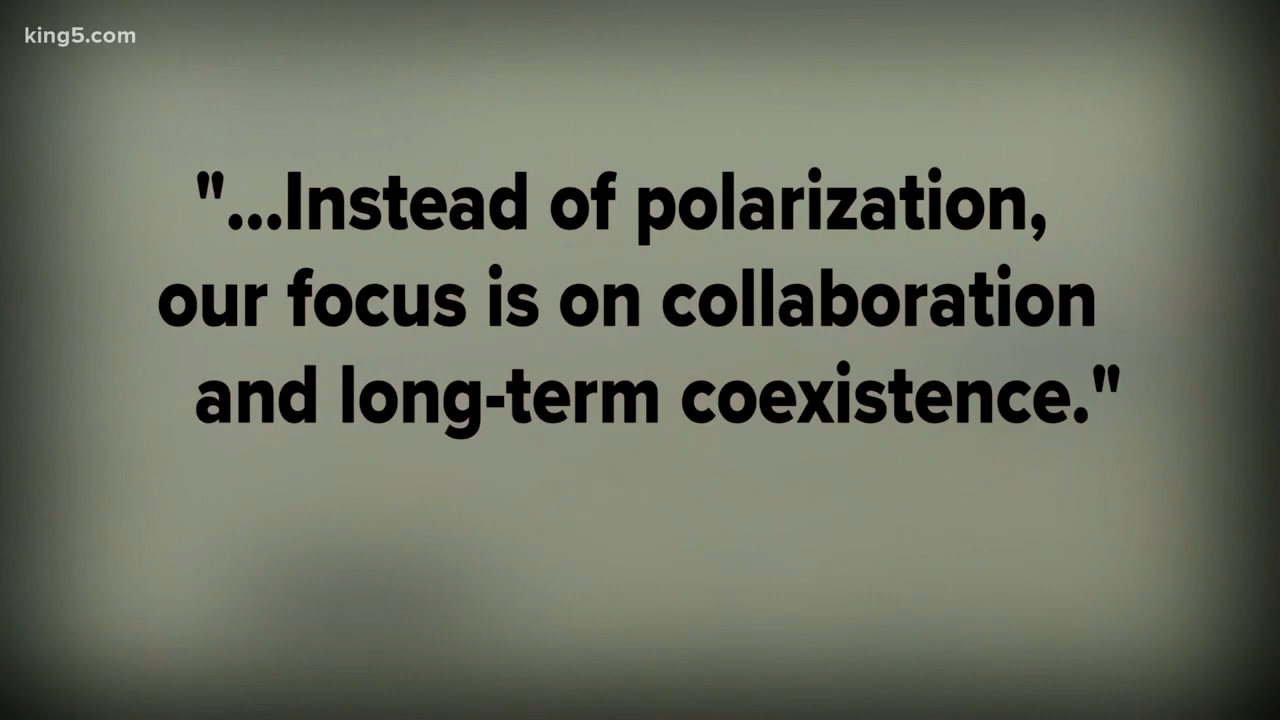 king5.com
"...Instead of polarization,
our focus is on collaboration
and long-term coexistence."